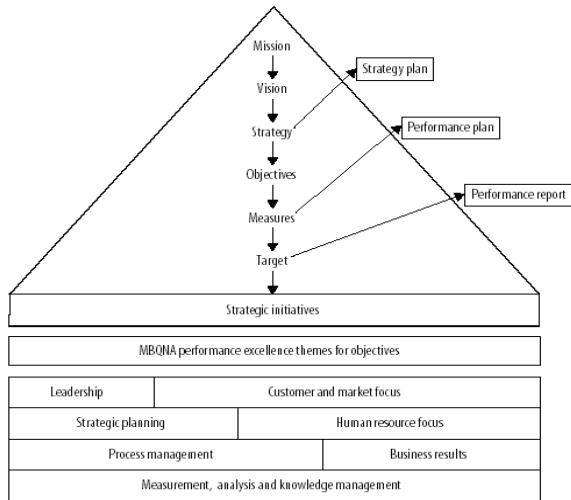 Mission
Strategy plan
Vision
Strategy
Performance plan
Objectives
Performance report
Measures
Target
Strategic initiatives
MBQNA performance excellence themes for objectives
Leadership
Customer and market focus
Strategic planning
Human resource focus
Process management
Business results
Measurement, analysis and knowledge management